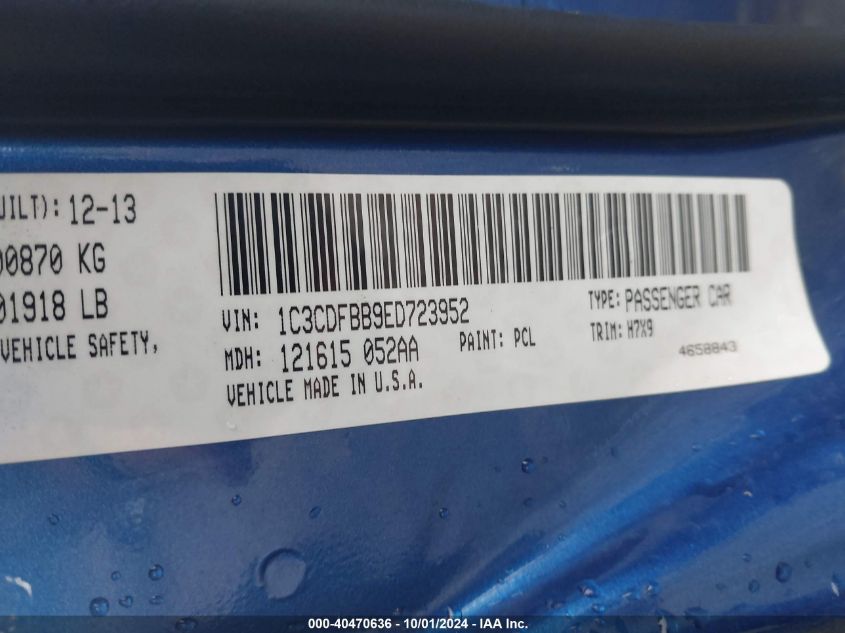 UILT): 12-13
00870 KG
01918 LB
VEHICLE SAFETY,
VIN: 1C3CDFBB9ED723952
TYPE: PASSENGER CAR
MDH: 121615 052AA
PAINT: PCL
TRIM: H7X9
VEHICLE MADE IN U.S.A.
4658843
000-40470636 - 10/01/2024 - IAA Inc.